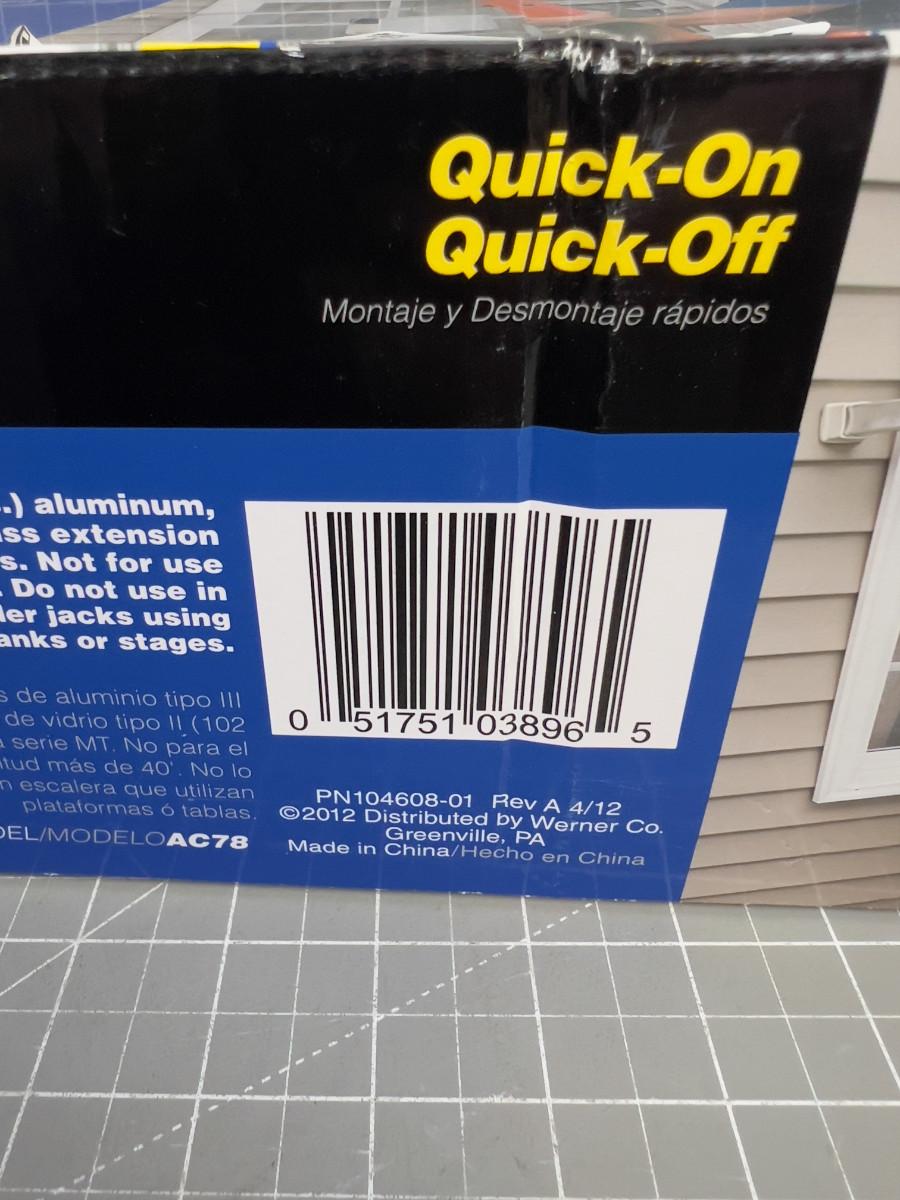 Quick-On
Quick-Off
Montaje y Desmontaje rápidos
.) aluminum,
ss extension
s. Not for use
. Do not use in
er jacks using
anks or stages.
s de aluminio tipo III
de vidrio tipo II (102
a serie MT. No para el
itud más de 40'. No lo
n escalera que utilizan
plataformas ó tablas.
DEL/MODELO AC78
0 51751 03896 5
PN104608-01 Rev A 4/12
©2012 Distributed by Werner Co.
Greenville, PA
Made in China/Hecho en China